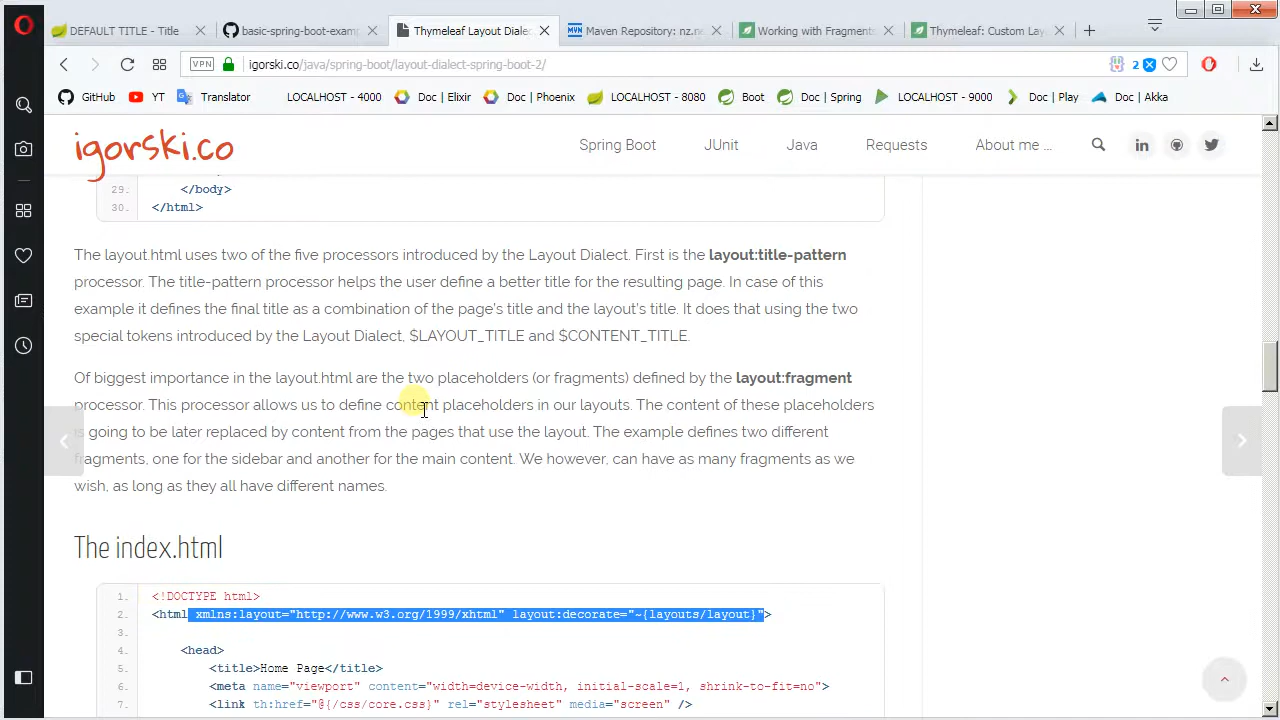 DEFAULT TITLE - Title
basic-spring-boot-exam
Thymeleaf Layout Diale
MVN Maven Repository: nz.ne
Working with Fragments
Thymeleaf: Custom Lay
VPN igorski.co/java/spring-boot/layout-dialect-spring-boot-2/ 2
GitHub YT Translator LOCALHOST - 4000 Doc | Elixir Doc | Phoenix LOCALHOST - 8080 Boot Doc | Spring LOCALHOST - 9000 Doc | Play Doc | Akka
igorski.co Spring Boot JUnit Java Requests About me ...
29. </body>
30. </html>
The layout.html uses two of the five processors introduced by the Layout Dialect. First is the layout:title-pattern
processor. The title-pattern processor helps the user define a better title for the resulting page. In case of this
example it defines the final title as a combination of the page's title and the layout's title. It does that using the two
special tokens introduced by the Layout Dialect, $LAYOUT_TITLE and $CONTENT_TITLE.
Of biggest importance in the layout.html are the two placeholders (or fragments) defined by the layout:fragment
processor. This processor allows us to define content placeholders in our layouts. The content of these placeholders
is going to be later replaced by content from the pages that use the layout. The example defines two different
fragments, one for the sidebar and another for the main content. We however, can have as many fragments as we
wish, as long as they all have different names.
The index.html
1. <!DOCTYPE html>
2. <html xmlns:layout="http://www.w3.org/1999/xhtml" layout:decorate="~{layouts/layout}">
3.
4. <head>
5. <title>Home Page</title>
6. <meta name="viewport" content="width=device-width, initial-scale=1, shrink-to-fit=no">
7. <link th:href="@{/css/core.css}" rel="stylesheet" media="screen" />